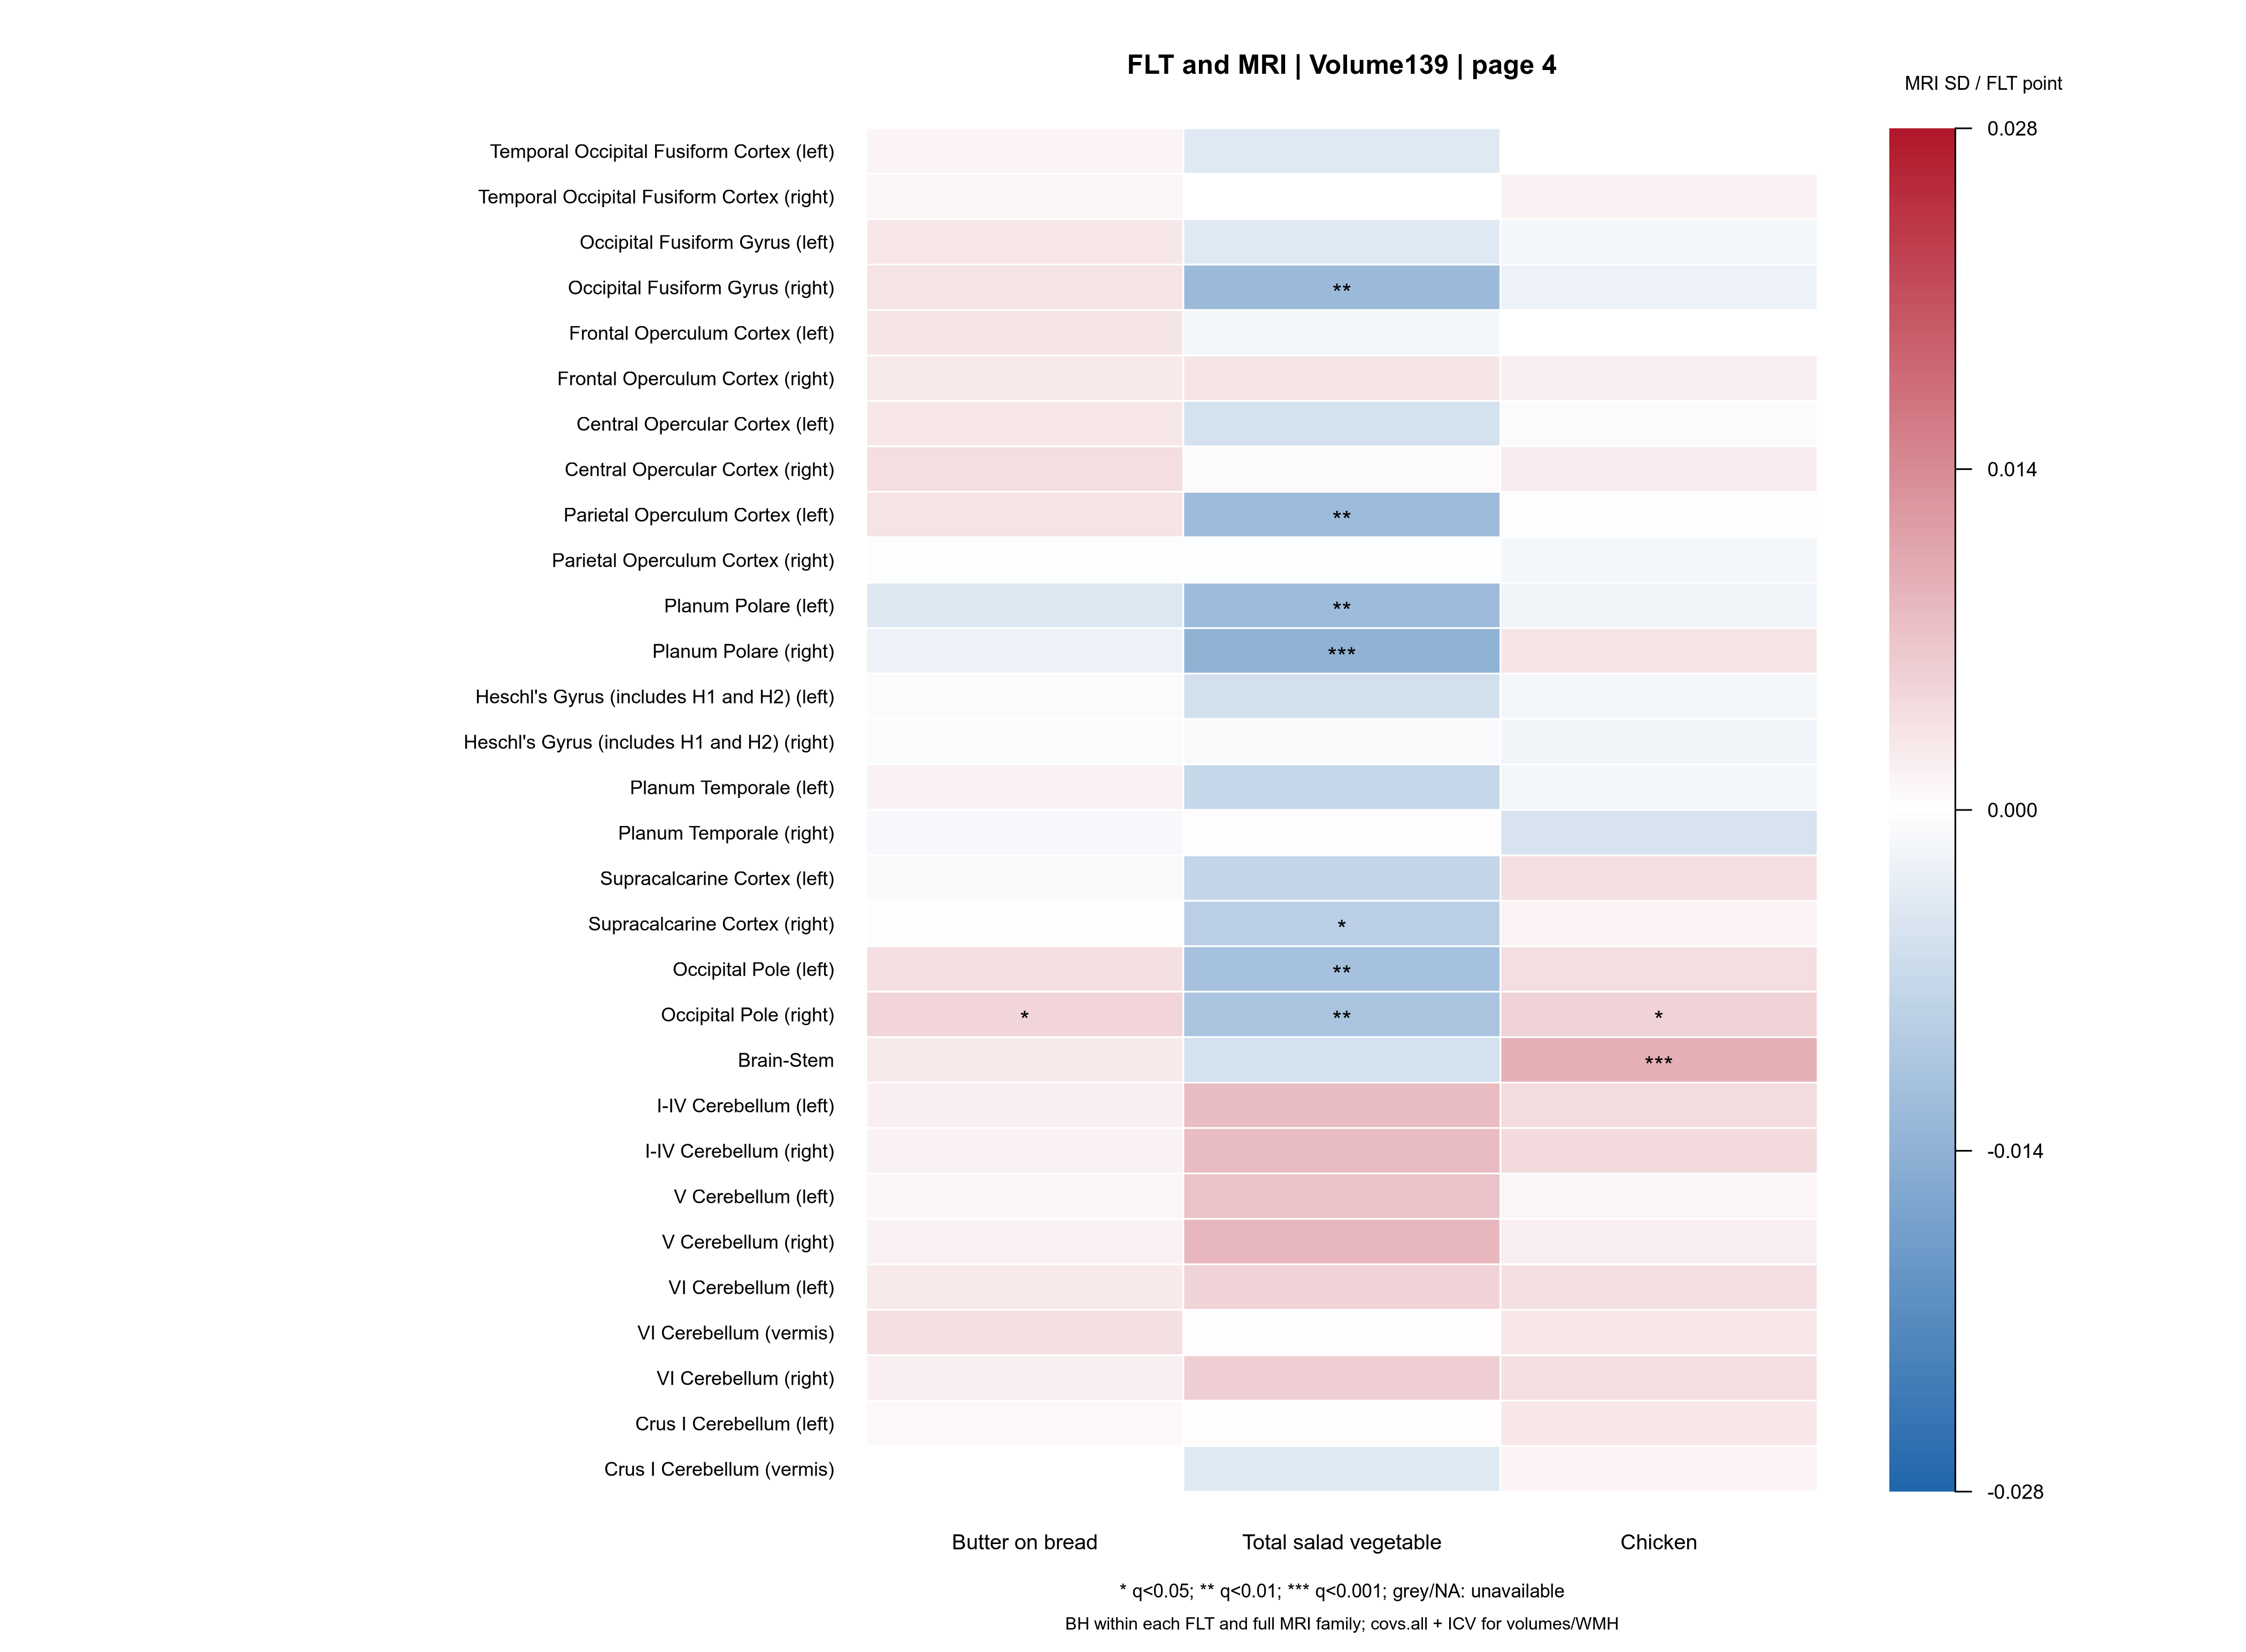 FLT and MRI | Volume139 | page 4
MRI SD / FLT point
0.028
0.014
0.000
-0.014
-0.028
Temporal Occipital Fusiform Cortex (left)
Temporal Occipital Fusiform Cortex (right)
Occipital Fusiform Gyrus (left)
Occipital Fusiform Gyrus (right) **
Frontal Operculum Cortex (left)
Frontal Operculum Cortex (right)
Central Opercular Cortex (left)
Central Opercular Cortex (right)
Parietal Operculum Cortex (left) **
Parietal Operculum Cortex (right)
Planum Polare (left) **
Planum Polare (right) ***
Heschl's Gyrus (includes H1 and H2) (left)
Heschl's Gyrus (includes H1 and H2) (right)
Planum Temporale (left)
Planum Temporale (right)
Supracalcarine Cortex (left)
Supracalcarine Cortex (right) *
Occipital Pole (left) **
Occipital Pole (right) * ** *
Brain-Stem ***
I-IV Cerebellum (left)
I-IV Cerebellum (right)
V Cerebellum (left)
V Cerebellum (right)
VI Cerebellum (left)
VI Cerebellum (vermis)
VI Cerebellum (right)
Crus I Cerebellum (left)
Crus I Cerebellum (vermis)
Butter on bread Total salad vegetable Chicken
* q<0.05; ** q<0.01; *** q<0.001; grey/NA: unavailable
BH within each FLT and full MRI family; covs.all + ICV for volumes/WMH